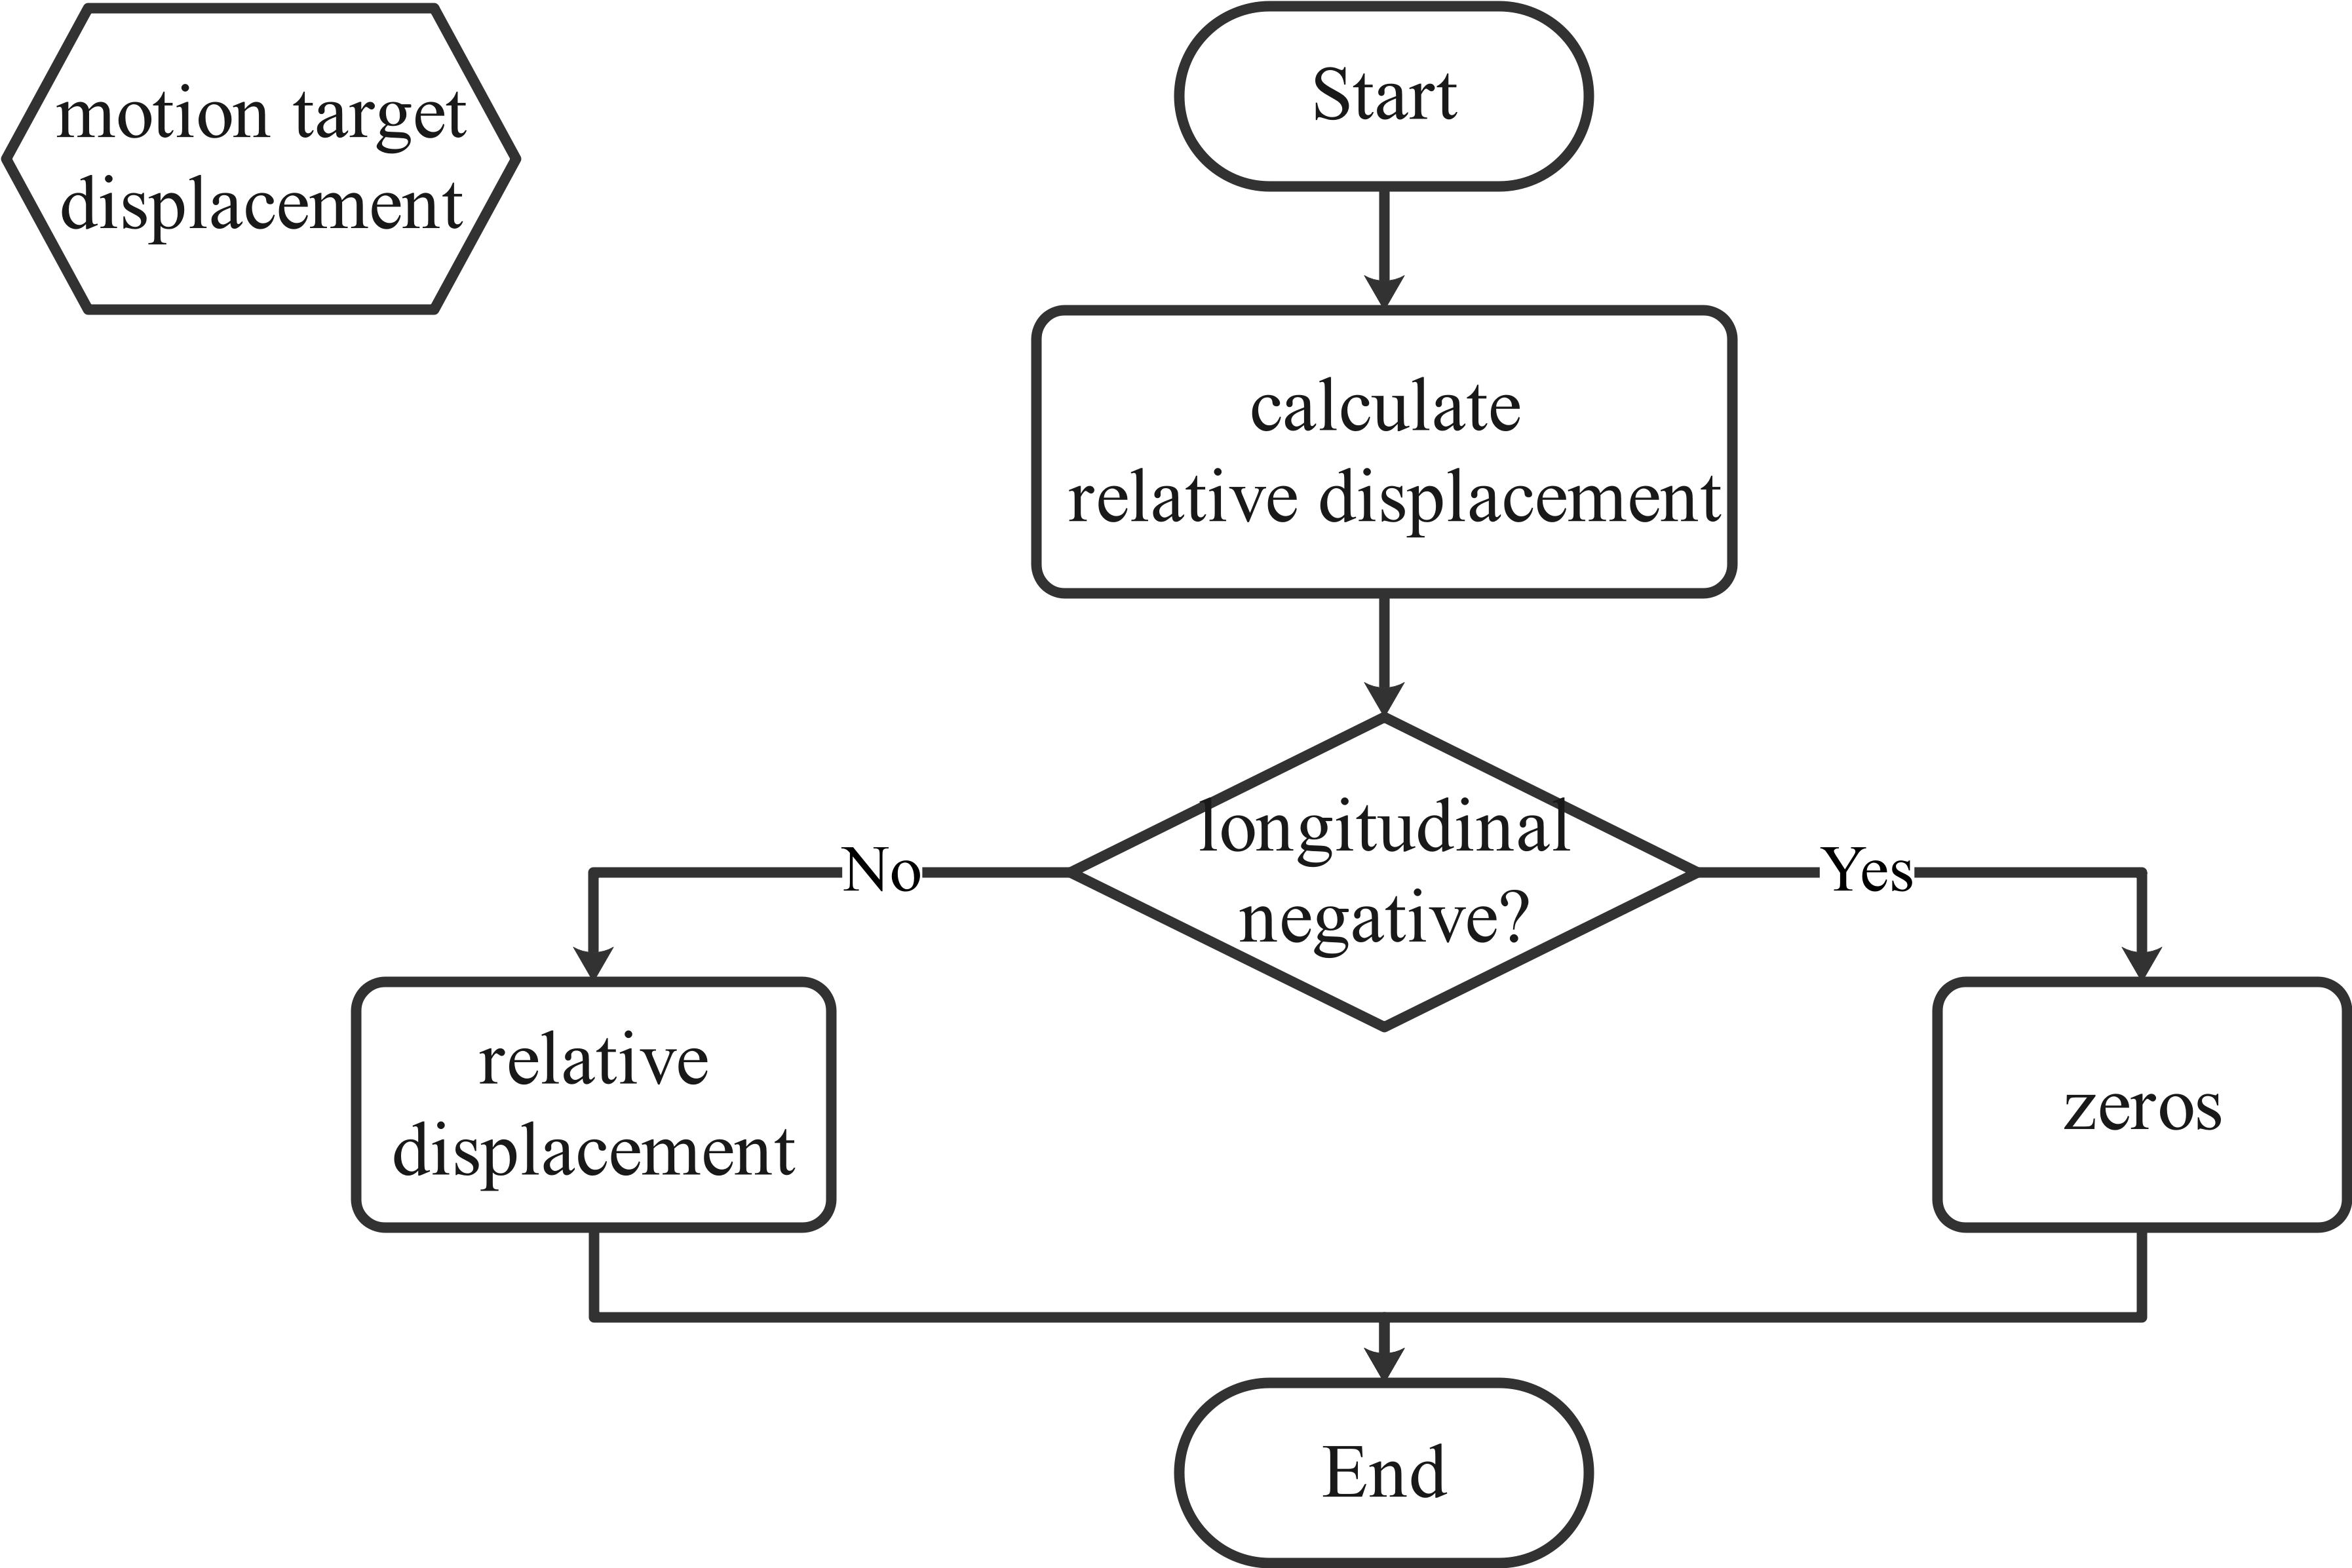 motion target
displacement
Start
calculate
relative displacement
longitudinal
negative?
No
Yes
relative
displacement
zeros
End